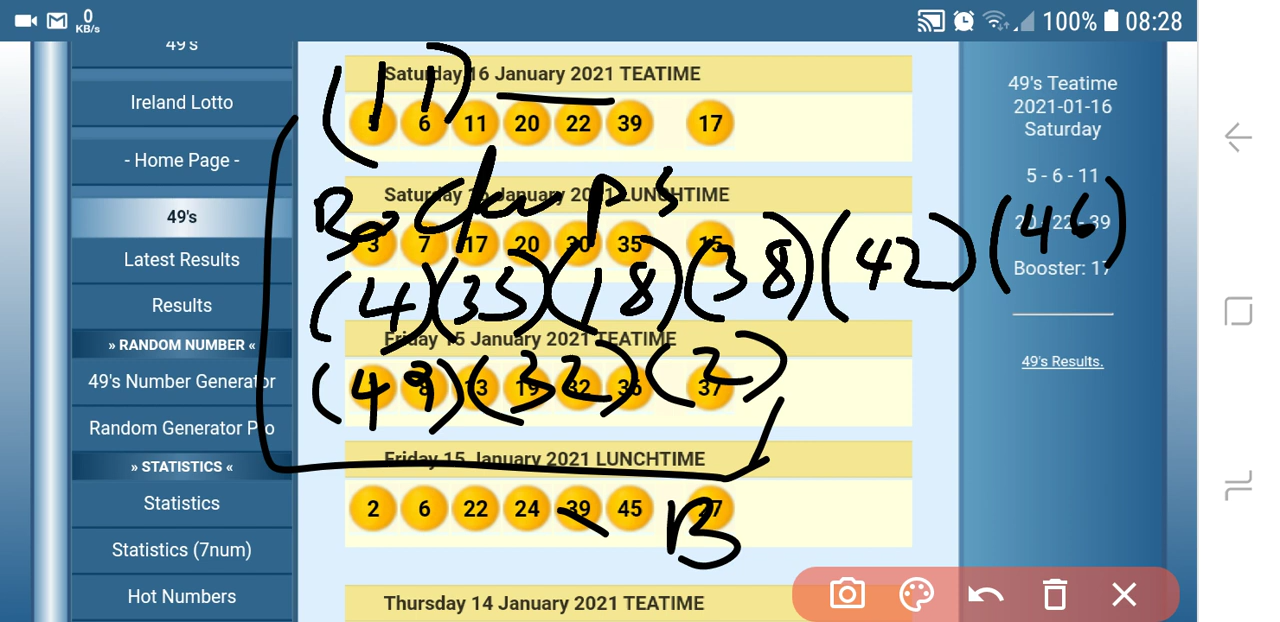 0
KB/s
100% 08:28
49's
Ireland Lotto
- Home Page -
49's
Latest Results
Results
» RANDOM NUMBER «
49's Number Generator
Random Generator Pro
» STATISTICS «
Statistics
Statistics (7num)
Hot Numbers
Saturday 16 January 2021 TEATIME
5 6 11 20 22 39 17
(11)
Saturday 16 January 2021 LUNCHTIME
3 7 17 20 30 35 15
(4) (35) (18) (38) (42) (46)
Friday 15 January 2021 TEATIME
8 13 19 32 36 37
(49) (32) (2)
Friday 15 January 2021 LUNCHTIME
2 6 22 24 39 45 27
B
Thursday 14 January 2021 TEATIME
49's Teatime
2021-01-16
Saturday
5 - 6 - 11
20 - 22 - 39
Booster: 17
49's Results.